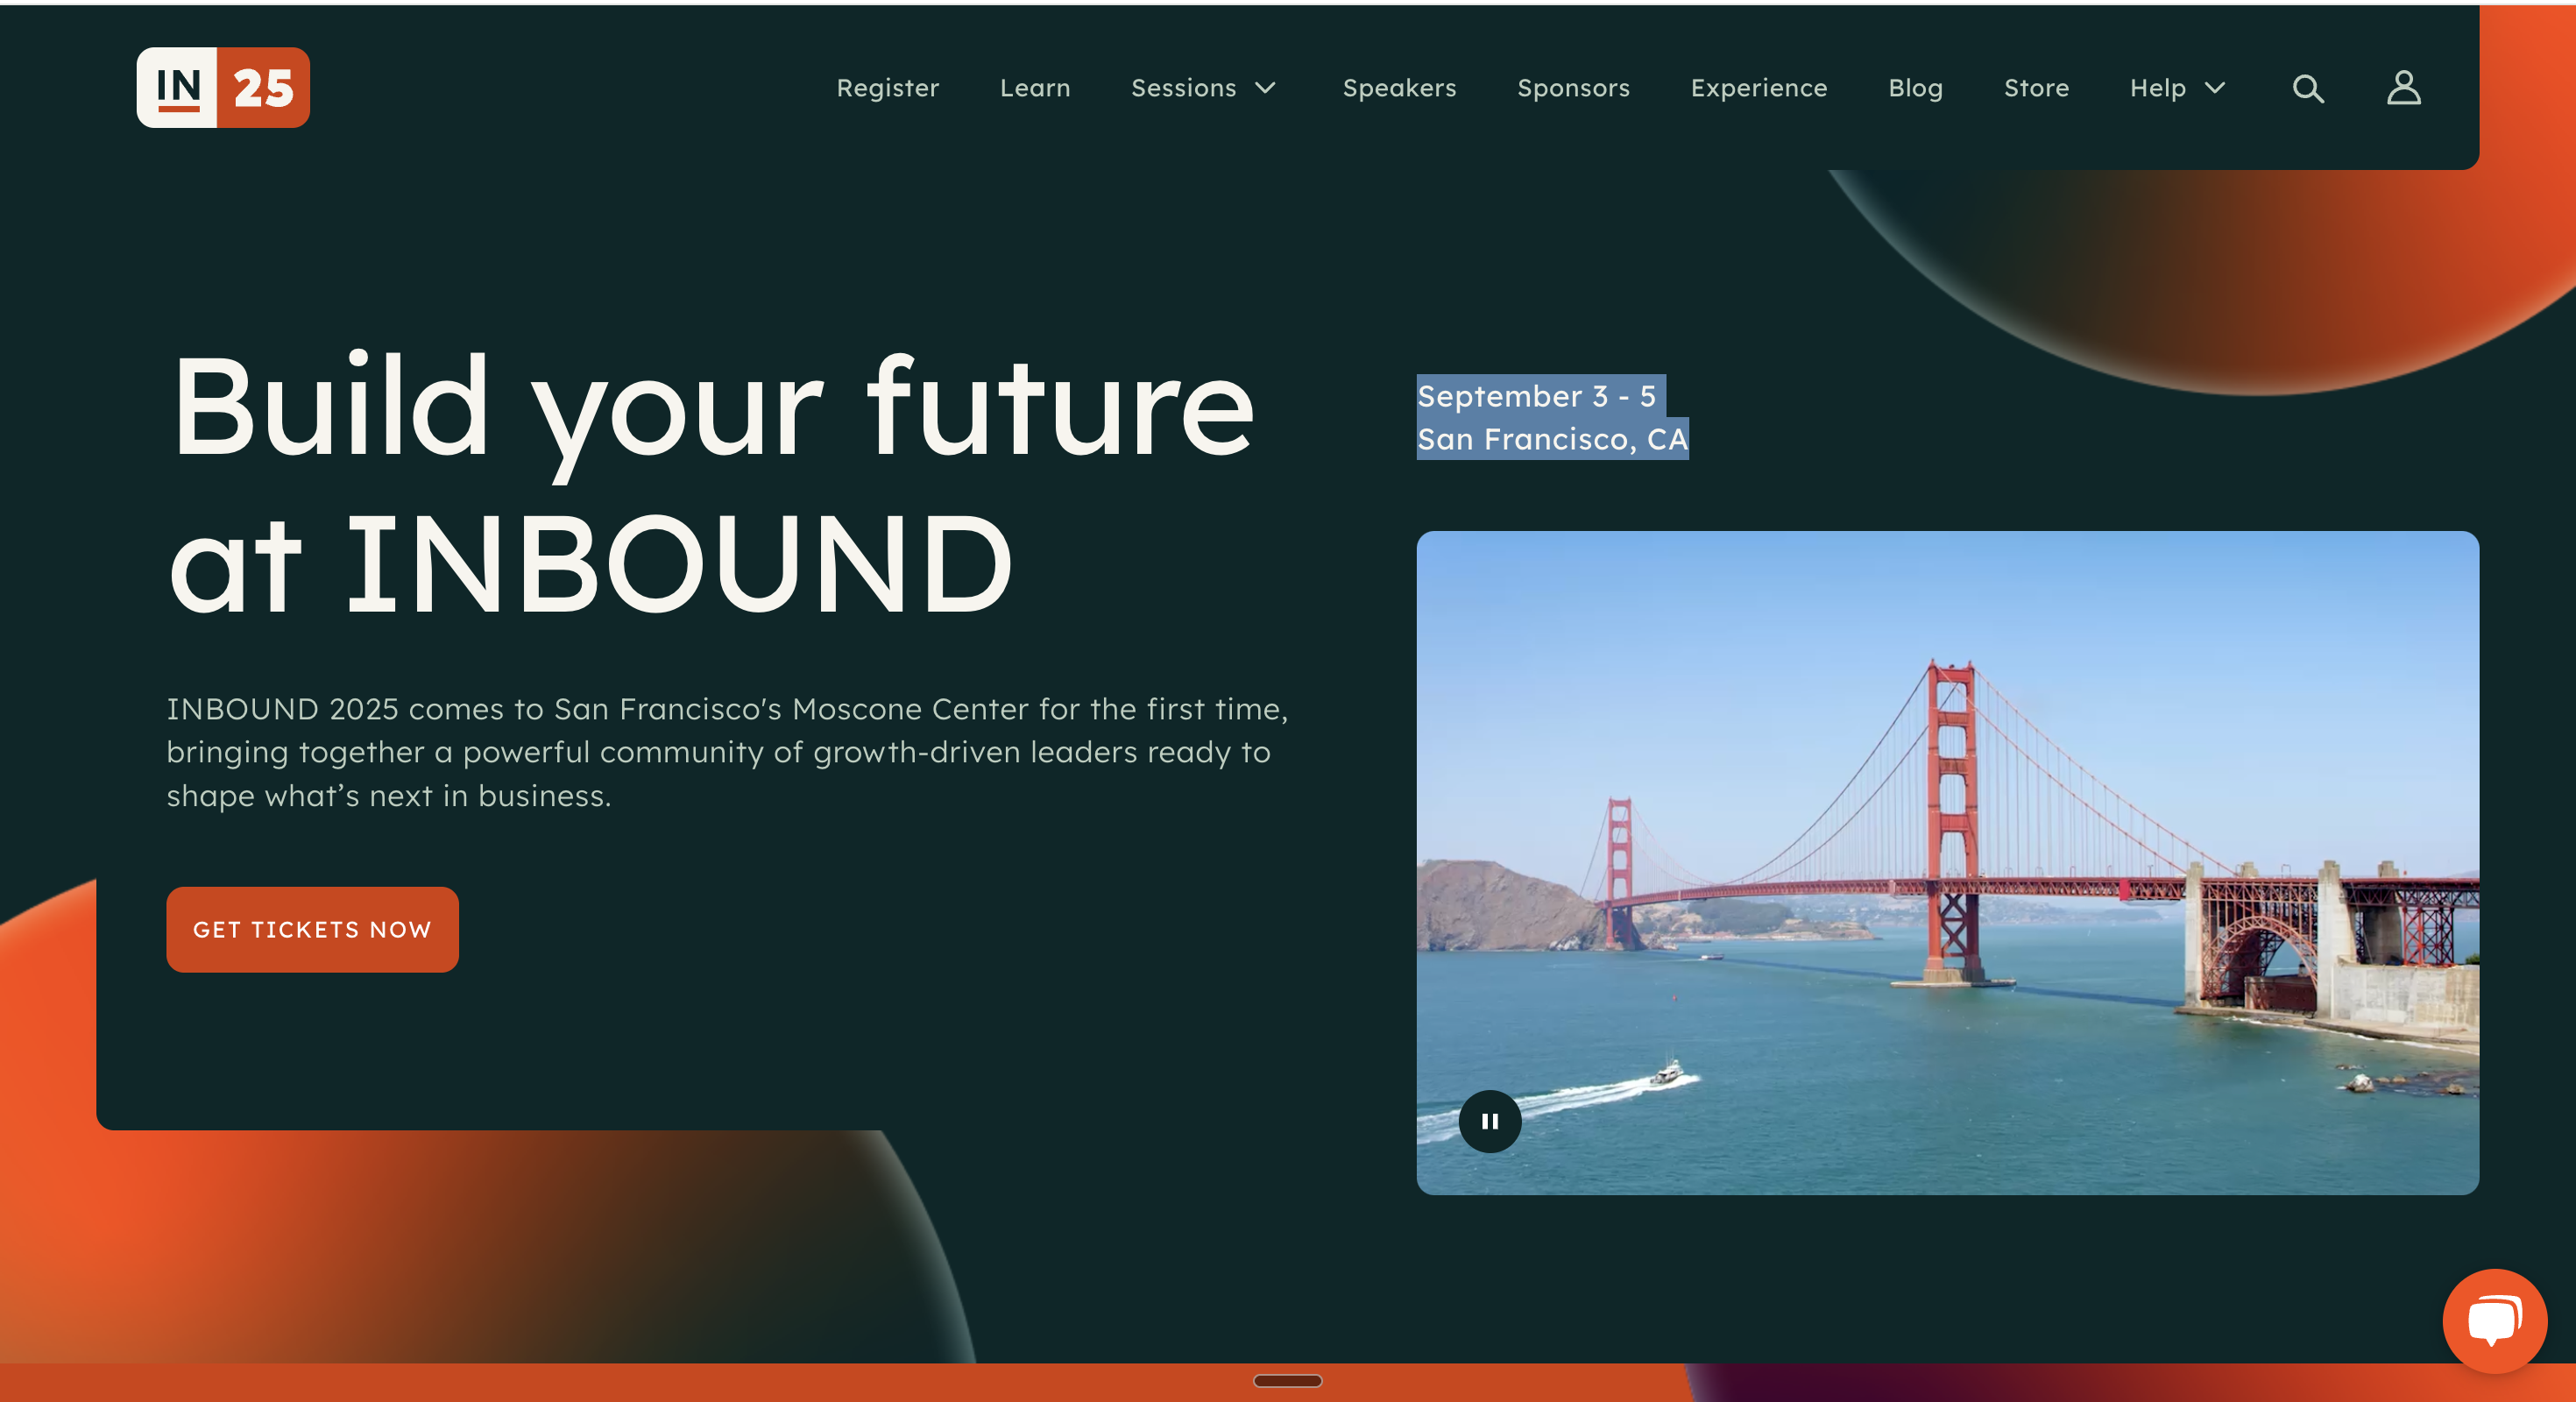 IN 25
Register Learn Sessions Speakers Sponsors Experience Blog Store Help
Build your future
at INBOUND
INBOUND 2025 comes to San Francisco's Moscone Center for the first time,
bringing together a powerful community of growth-driven leaders ready to
shape what’s next in business.
GET TICKETS NOW
September 3 - 5
San Francisco, CA